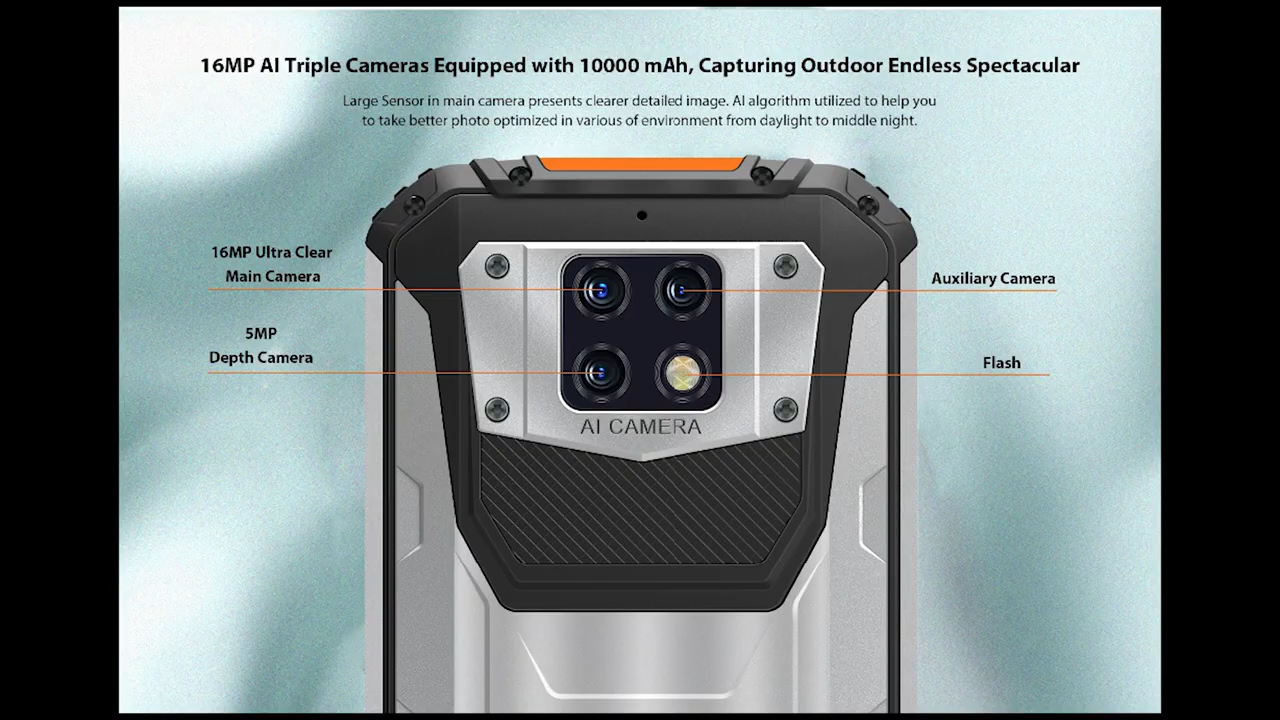 16MP AI Triple Cameras Equipped with 10000 mAh, Capturing Outdoor Endless Spectacular
Large Sensor in main camera presents clearer detailed image. AI algorithm utilized to help you
to take better photo optimized in various of environment from daylight to middle night.
16MP Ultra Clear
Main Camera
Auxiliary Camera
5MP
Depth Camera
Flash
AI CAMERA